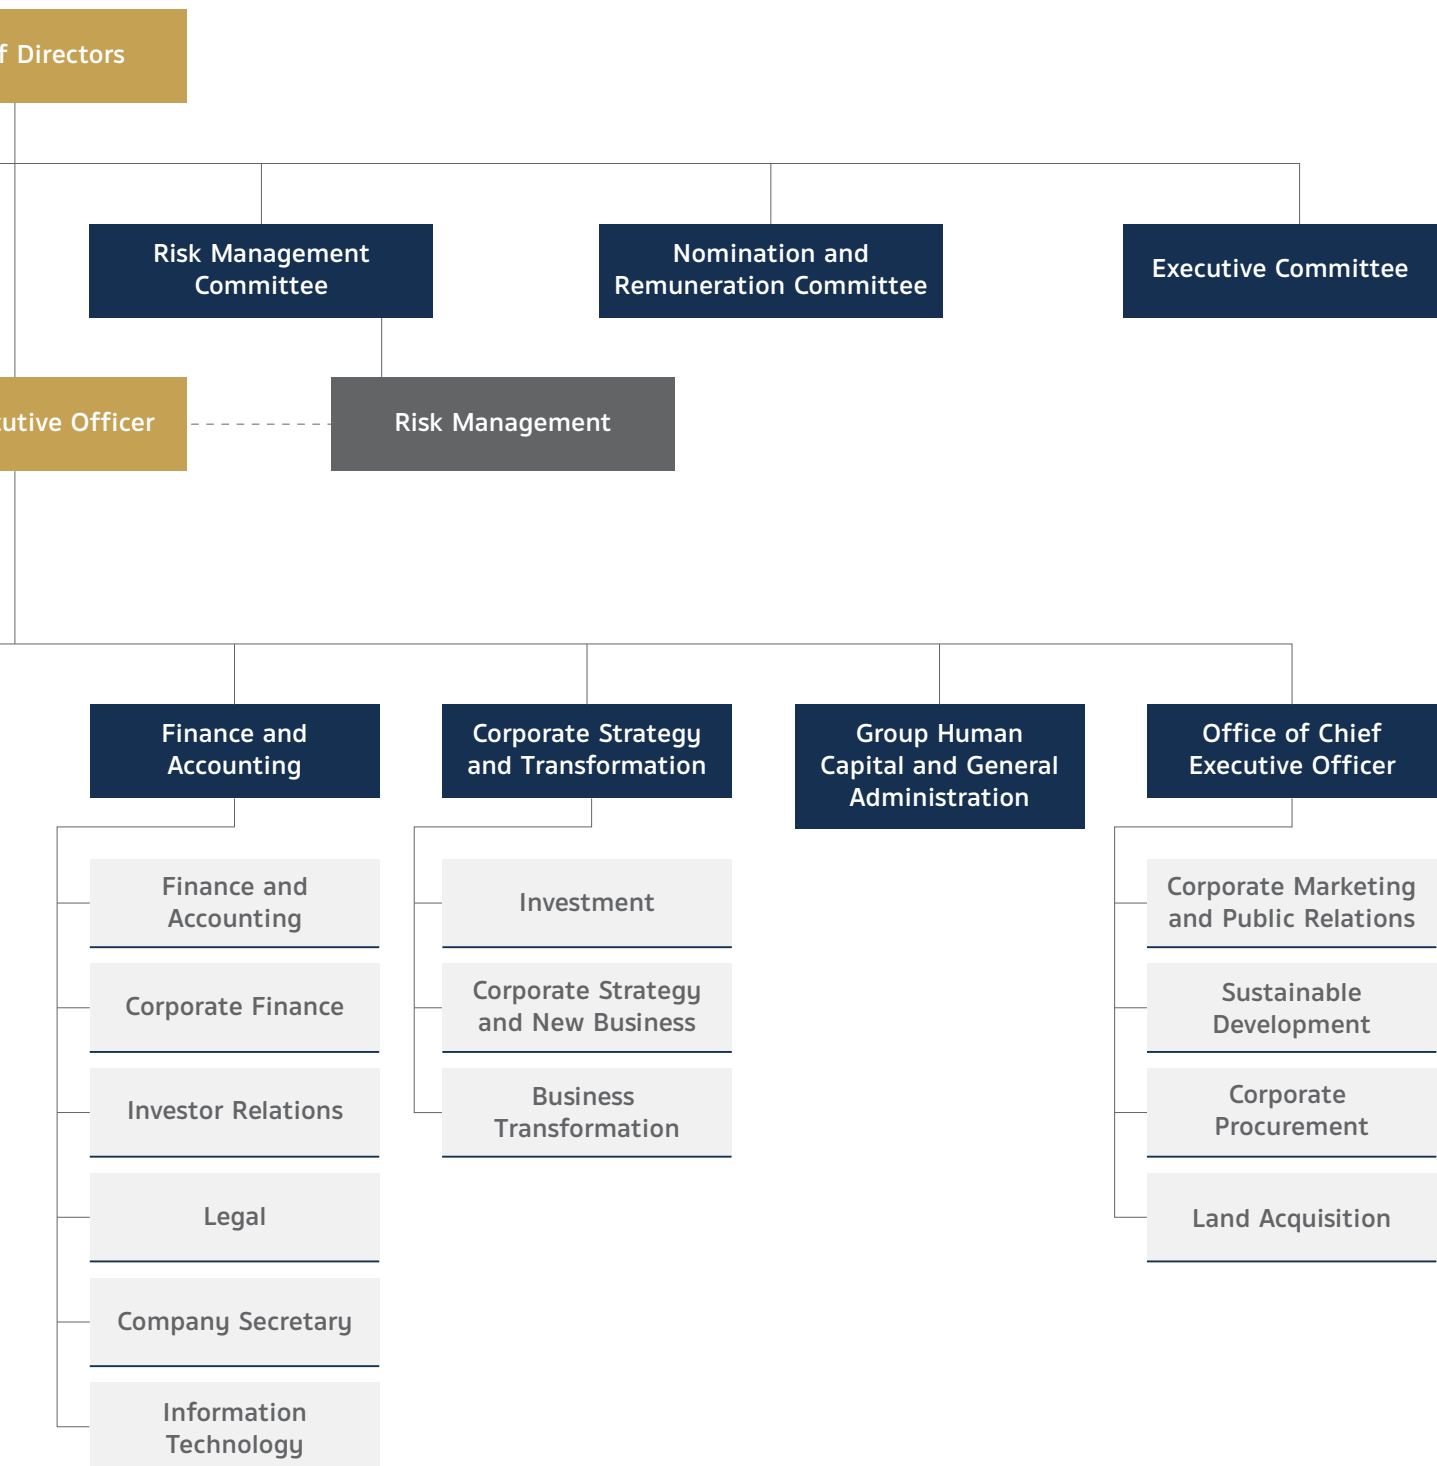 f Directors
Risk Management
Committee
Nomination and
Remuneration Committee
Executive Committee
utive Officer
Risk Management
Finance and
Accounting
Corporate Strategy
and Transformation
Group Human
Capital and General
Administration
Office of Chief
Executive Officer
Finance and
Accounting
Corporate Finance
Investor Relations
Legal
Company Secretary
Information
Technology
Investment
Corporate Strategy
and New Business
Business
Transformation
Corporate Marketing
and Public Relations
Sustainable
Development
Corporate
Procurement
Land Acquisition